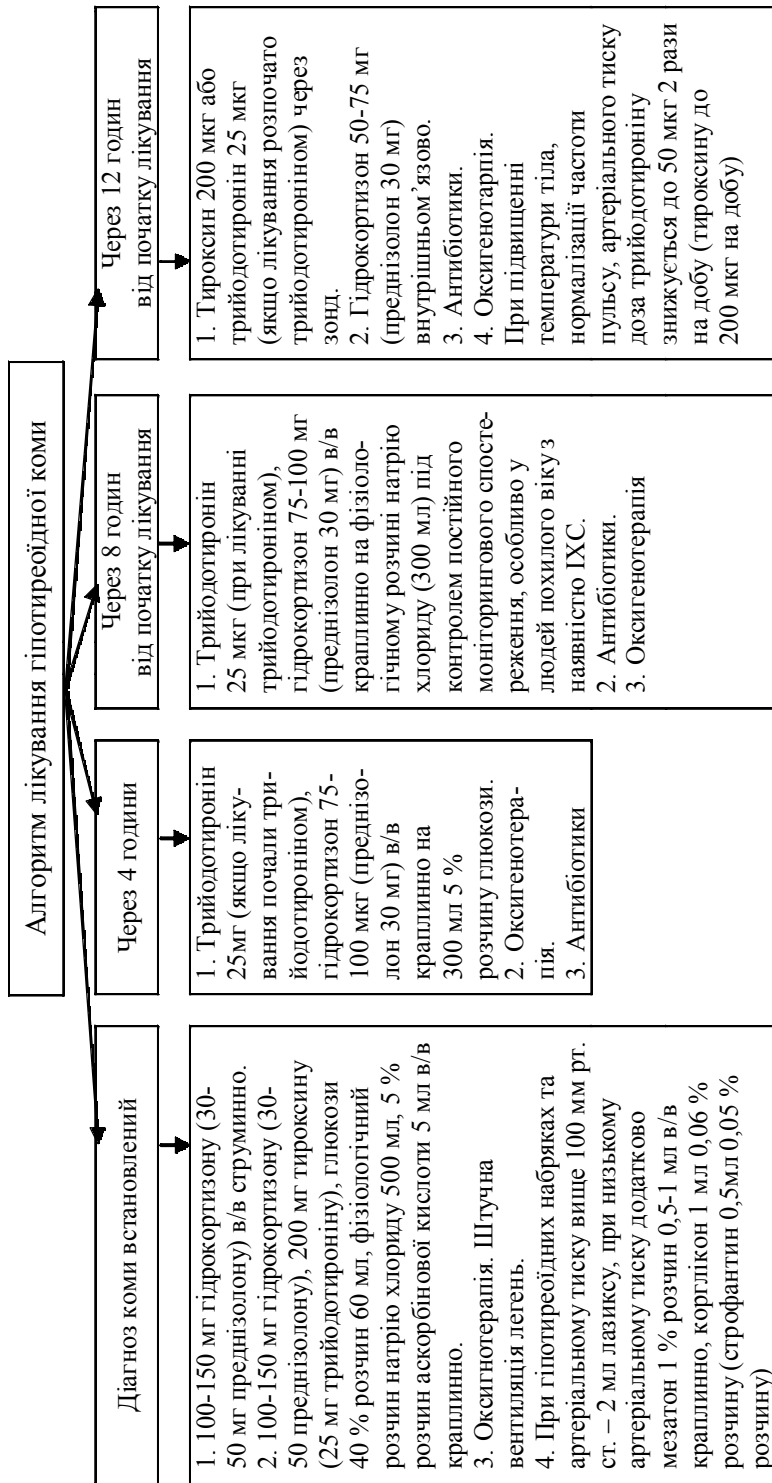 Алгоритм лікування гіпотиреоїдної коми
Діагноз коми встановлений
1. 100-150 мг гідрокортизону (30-
50 мг преднізолону) в/в струминно.
2. 100-150 мг гідрокортизону (30-
50 преднізолону), 200 мг тироксину
(25 мг трийодотироніну), глюкози
40 % розчин 60 мл, фізіологічний
розчин натрію хлориду 500 мл, 5 %
розчин аскорбінової кислоти 5 мл в/в
краплинно.
3. Оксигнотерапія. Штучна
вентиляція легень.
4. При гіпотиреоїдних набряках та
артеріальному тиску вище 100 мм рт.
ст. – 2 мл лазиксу, при низькому
артеріальному тиску додатково
мезатон 1 % розчин 0,5-1 мл в/в
краплинно, корглікон 1 мл 0,06 %
розчину (строфантин 0,5мл 0,05 %
розчину)
Через 4 години
1. Трийодотиронін
25мг (якщо ліку-
вання почали три-
йодотироніном),
гідрокортизон 75-
100 мкг (преднізо-
лон 30 мг) в/в
краплинно на
300 мл 5 %
розчину глюкози.
2. Оксигенотера-
пія.
3. Антибіотики
Через 8 годин
від початку лікування
1. Трийодотиронін
25 мкг (при лікуванні
трийодотироніном),
гідрокортизон 75-100 мг
(преднізолон 30 мг) в/в
краплинно на фізіоло-
гічному розчині натрію
хлориду (300 мл) під
контролем постійного
моніторингового спосте-
реження, особливо у
людей похилого віку з
наявністю ІХС.
2. Антибіотики.
3. Оксигенотерапія
Через 12 годин
від початку лікування
1. Тироксин 200 мкг або
трийодотиронін 25 мкг
(якщо лікування розпочато
трийодотироніном) через
зонд.
2. Гідрокортизон 50-75 мг
(преднізолон 30 мг)
внутрішньом’язово.
3. Антибіотики.
4. Оксигенотарпія.
При підвищенні
температури тіла,
нормалізації частоти
пульсу, артеріального тиску
доза трийодотироніну
знижується до 50 мкг 2 рази
на добу (тироксину до
200 мкг на добу)